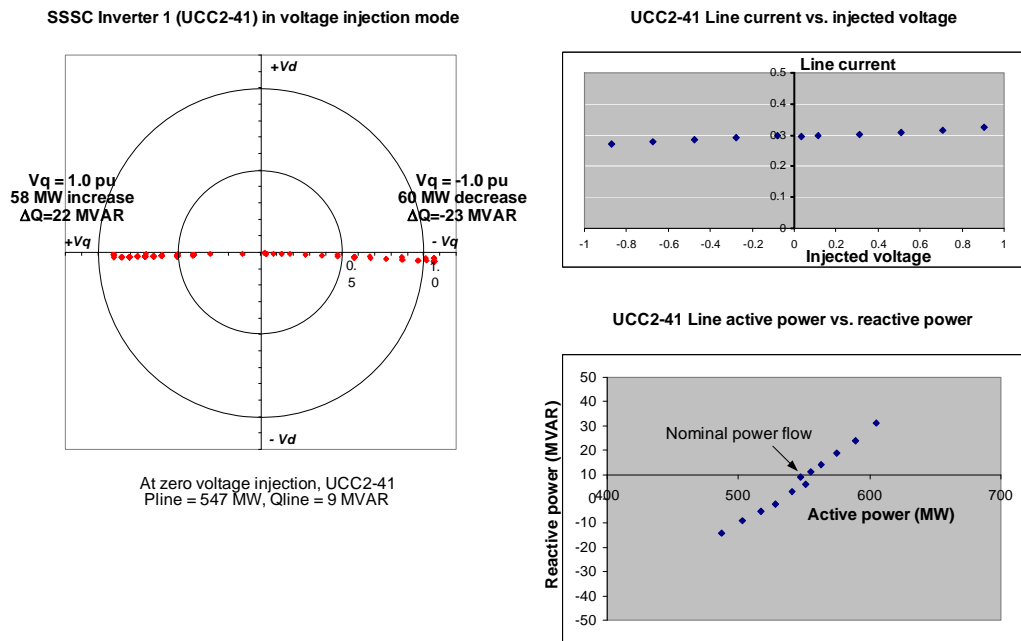 SSSC Inverter 1 (UCC2-41) in voltage injection mode
+Vd
Vq = 1.0 pu
58 MW increase
ΔQ=22 MVAR
Vq = -1.0 pu
60 MW decrease
ΔQ=-23 MVAR
+Vq
- Vq
0.
5
1.
0
- Vd
At zero voltage injection, UCC2-41
Pline = 547 MW, Qline = 9 MVAR
UCC2-41 Line current vs. injected voltage
Line current
0.5
0.4
0.3
0.2
0.1
0
-1 -0.8 -0.6 -0.4 -0.2 0 0.2 0.4 0.6 0.8 1
Injected voltage
UCC2-41 Line active power vs. reactive power
Reactive power (MVAR)
50
40
30
20
10
0
-10
-20
-30
-40
-50
Nominal power flow
400 500 600 700
Active power (MW)